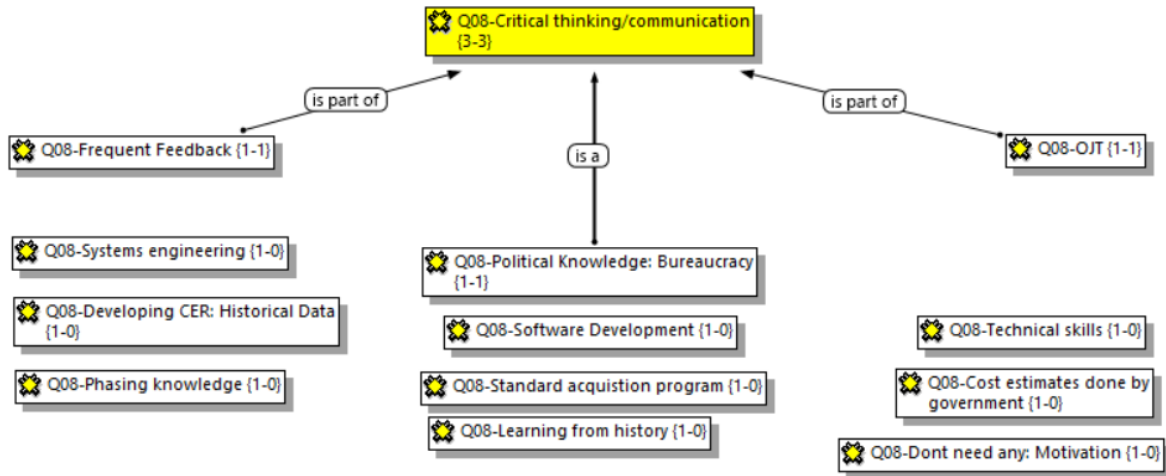 Q08-Critical thinking/communication
{3-3}
is part of
is part of
Q08-Frequent Feedback {1-1}
is a
Q08-OJT {1-1}
Q08-Systems engineering {1-0}
Q08-Political Knowledge: Bureaucracy
{1-1}
Q08-Developing CER: Historical Data
{1-0}
Q08-Software Development {1-0}
Q08-Technical skills {1-0}
Q08-Phasing knowledge {1-0}
Q08-Standard acquistion program {1-0}
Q08-Cost estimates done by
government {1-0}
Q08-Learning from history {1-0}
Q08-Dont need any: Motivation {1-0}